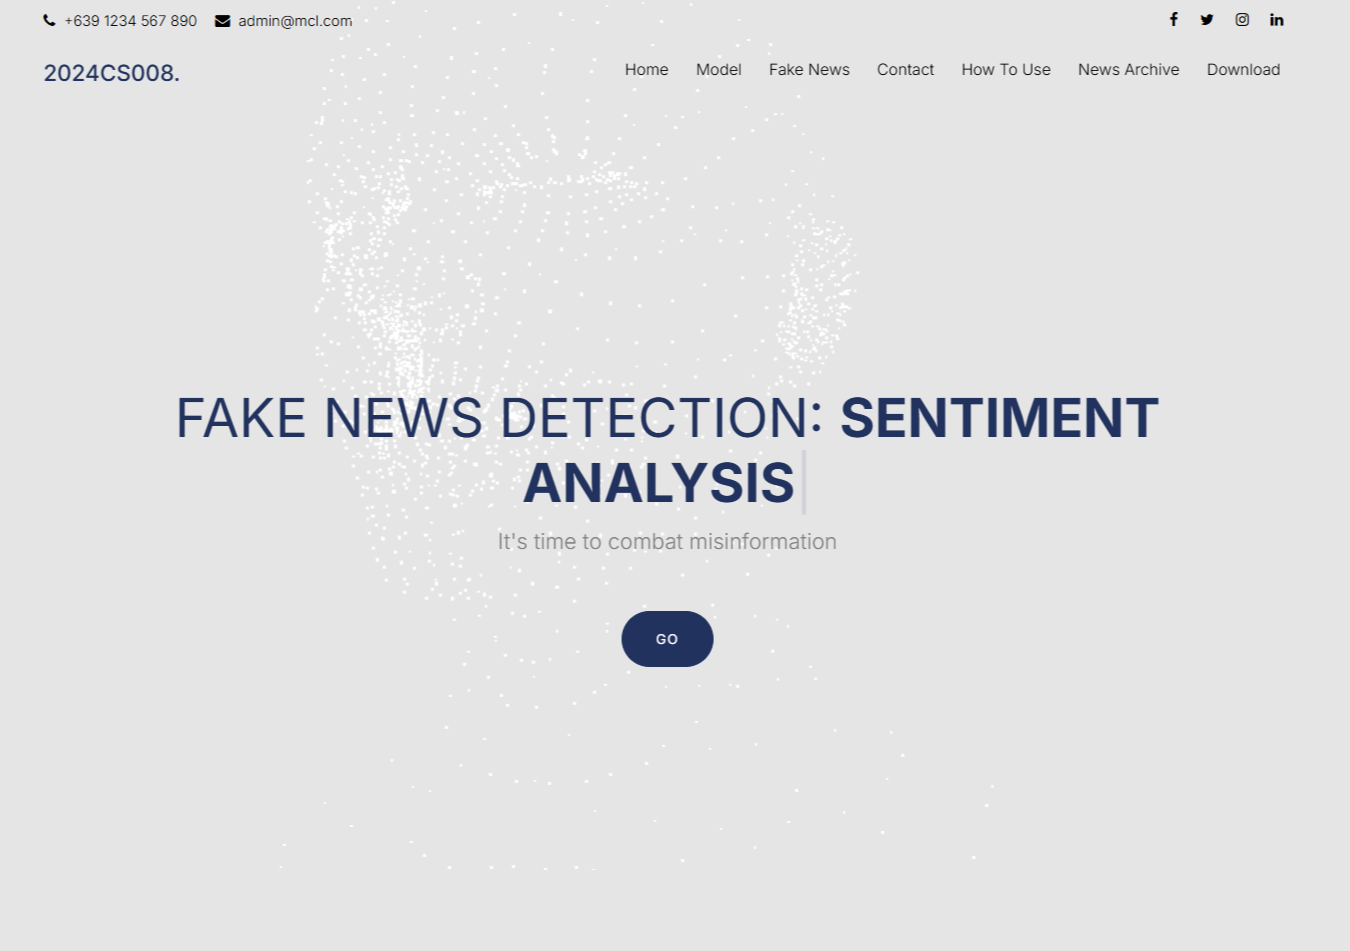 +639 1234 567 890 admin@mcl.com
2024CS008.
Home Model Fake News Contact How To Use News Archive Download
FAKE NEWS DETECTION: SENTIMENT
ANALYSIS
It's time to combat misinformation
GO